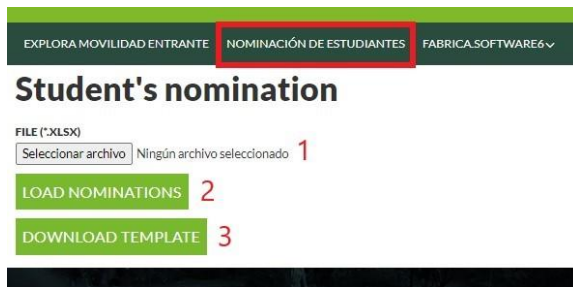 EXPLORA MOVILIDAD ENTRANTE NOMINACIÓN DE ESTUDIANTES FABRICA.SOFTWARE6
Student's nomination
FILE (*.XLSX)
Seleccionar archivo Ningún archivo seleccionado 1
LOAD NOMINATIONS 2
DOWNLOAD TEMPLATE 3